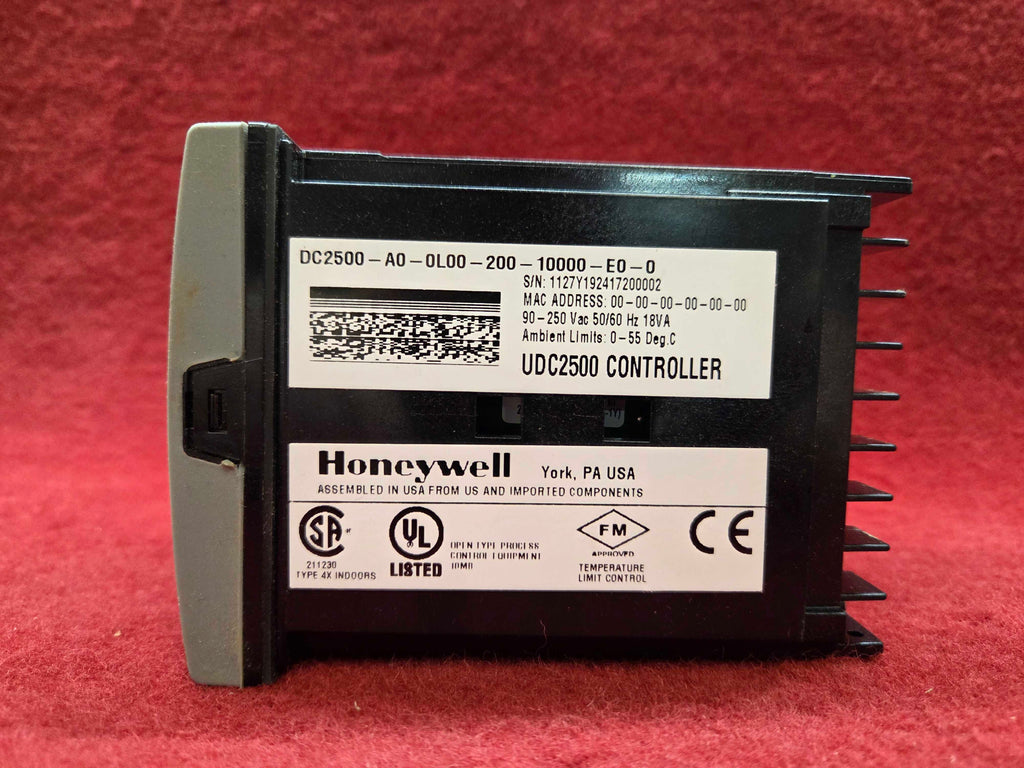 DC2500-A0-0L00-200-10000-E0-0
S/N: 1127Y192417200002
MAC ADDRESS: 00-00-00-00-00-00
90-250 Vac 50/60 Hz 18VA
Ambient Limits: 0-55 Deg.C
UDC2500 CONTROLLER
Honeywell York, PA USA
ASSEMBLED IN USA FROM US AND IMPORTED COMPONENTS
SA
211230
TYPE 4X INDOORS
UL
LISTED
OPEN TYPE PROCESS
CONTROL EQUIPMENT
FM
APPROVED
TEMPERATURE
LIMIT CONTROL
CE